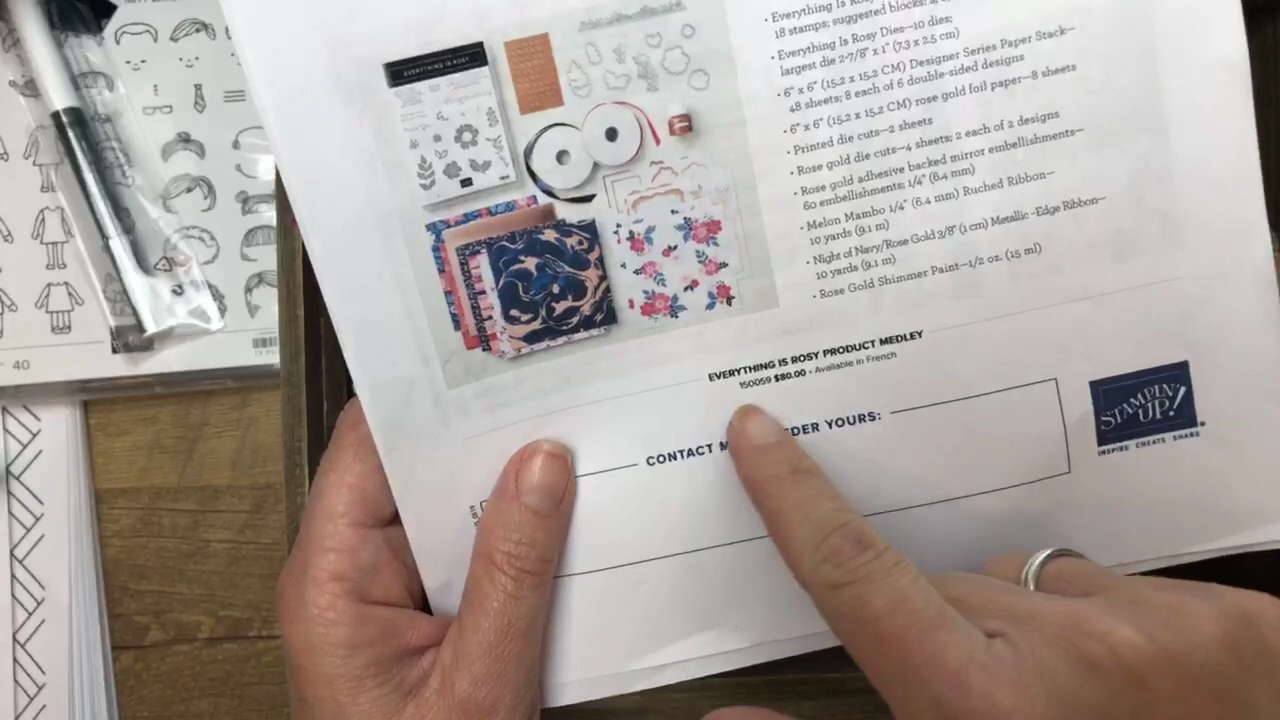 • Everything Is Rosy
18 stamps; suggested blocks:
• Everything Is Rosy Dies—10 dies;
largest die 2-7/8" x 1" (7.3 x 2.5 cm)
• 6" x 6" (15.2 x 15.2 CM) Designer Series Paper Stack—
48 sheets; 8 each of 6 double-sided designs
• 6" x 6" (15.2 x 15.2 CM) rose gold foil paper—8 sheets
• Printed die cuts—2 sheets
• Rose gold die cuts—4 sheets; 2 each of 2 designs
• Rose gold adhesive backed mirror embellishments—
60 embellishments; 1/4" (6.4 mm)
• Melon Mambo 1/4" (6.4 mm) Ruched Ribbon—
10 yards (9.1 m)
• Night of Navy/Rose Gold 3/8" (1 cm) Metallic-Edge Ribbon—
10 yards (9.1 m)
• Rose Gold Shimmer Paint—1/2 oz. (15 ml)
EVERYTHING IS ROSY
EVERYTHING IS ROSY PRODUCT MEDLEY
150059 $80.00 • Available in French
CONTACT DER YOURS:
STAMPIN' UP!
INSPIRE · CREATE · SHARE
40